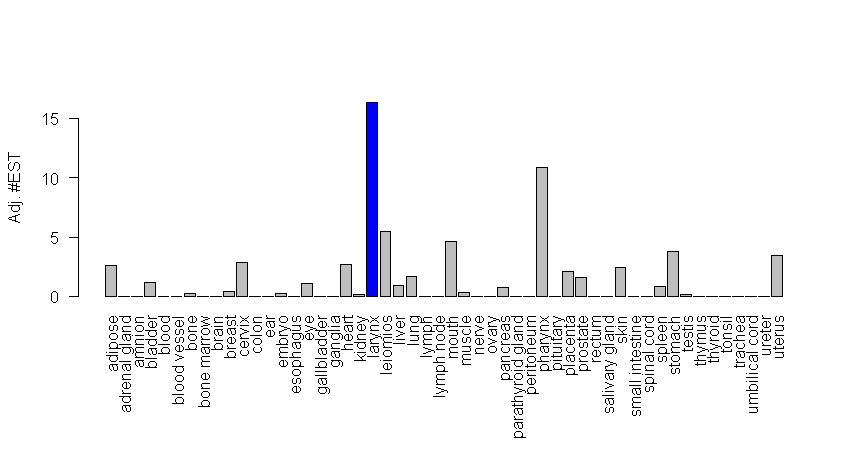 Adj. #EST
15
10
5
0
adipose
adrenal gland
amnion
bladder
blood
blood vessel
bone
bone marrow
brain
breast
cervix
colon
ear
embryo
esophagus
eye
gallbladder
ganglia
heart
kidney
larynx
leiomios
liver
lung
lymph
lymph node
mouth
muscle
nerve
ovary
pancreas
parathyroid gland
peritoneum
pharynx
pituitary
placenta
prostate
rectum
salivary gland
skin
small intestine
spinal cord
spleen
stomach
testis
thymus
thyroid
tonsil
trachea
umbilical cord
ureter
uterus